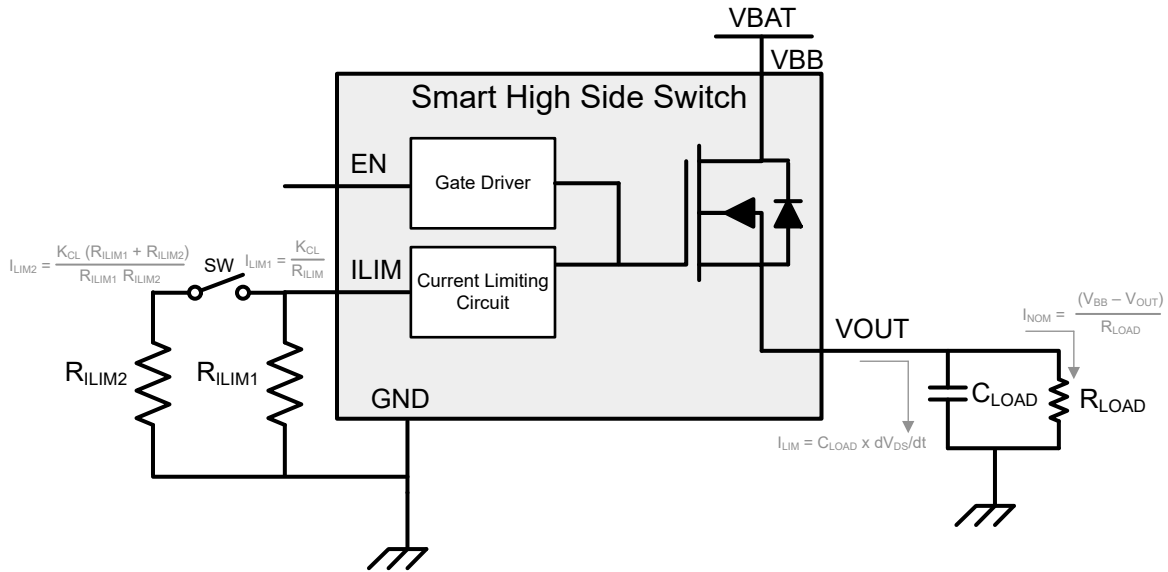 VBAT
VBB
Smart High Side Switch
EN
Gate Driver
I_LIM2 = K_CL (R_ILIM1 + R_ILIM2) / R_ILIM1 R_ILIM2
SW
I_LIM1 = K_CL / R_ILIM
ILIM
Current Limiting
Circuit
R_ILIM2
R_ILIM1
GND
VOUT
I_NOM = (V_BB – V_OUT) / R_LOAD
C_LOAD
R_LOAD
I_LIM = C_LOAD x dV_DS/dt